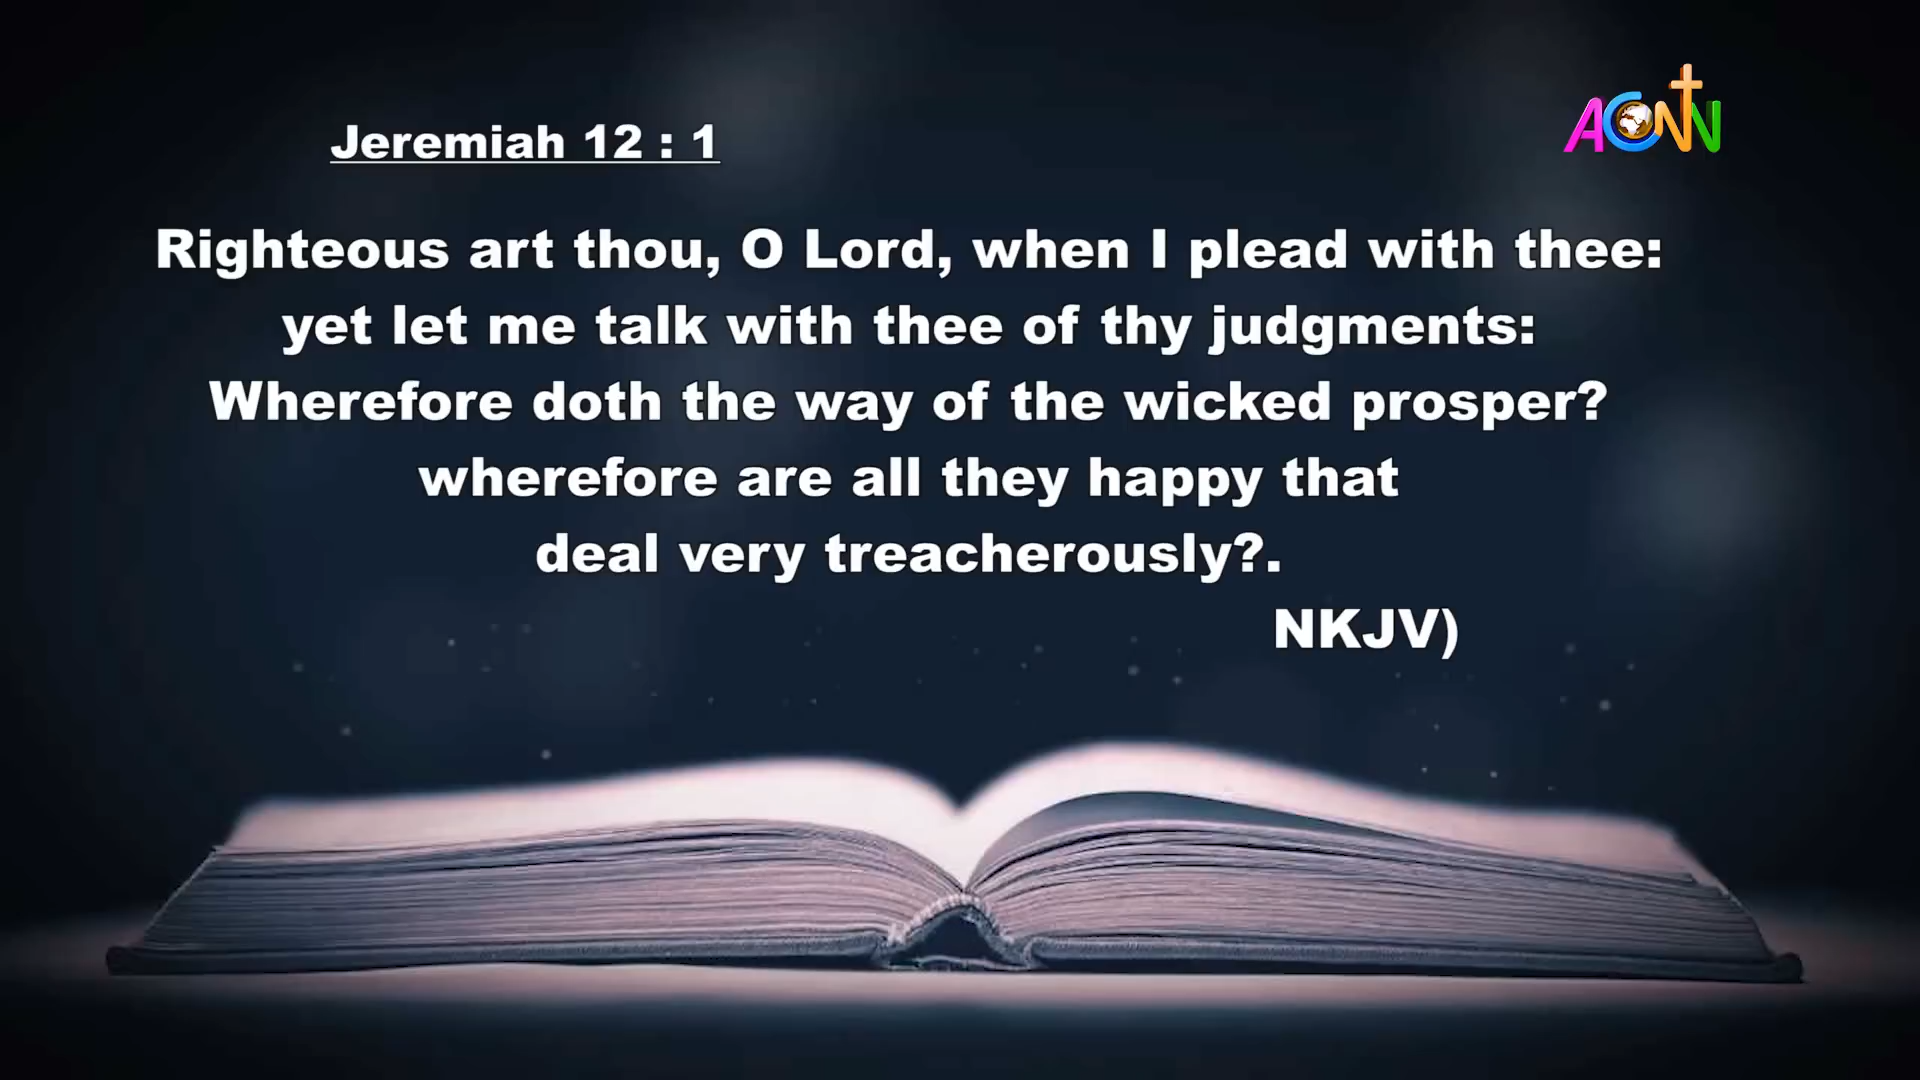 ACNN
Jeremiah 12 : 1
Righteous art thou, O Lord, when I plead with thee:
yet let me talk with thee of thy judgments:
Wherefore doth the way of the wicked prosper?
wherefore are all they happy that
deal very treacherously?.
NKJV)